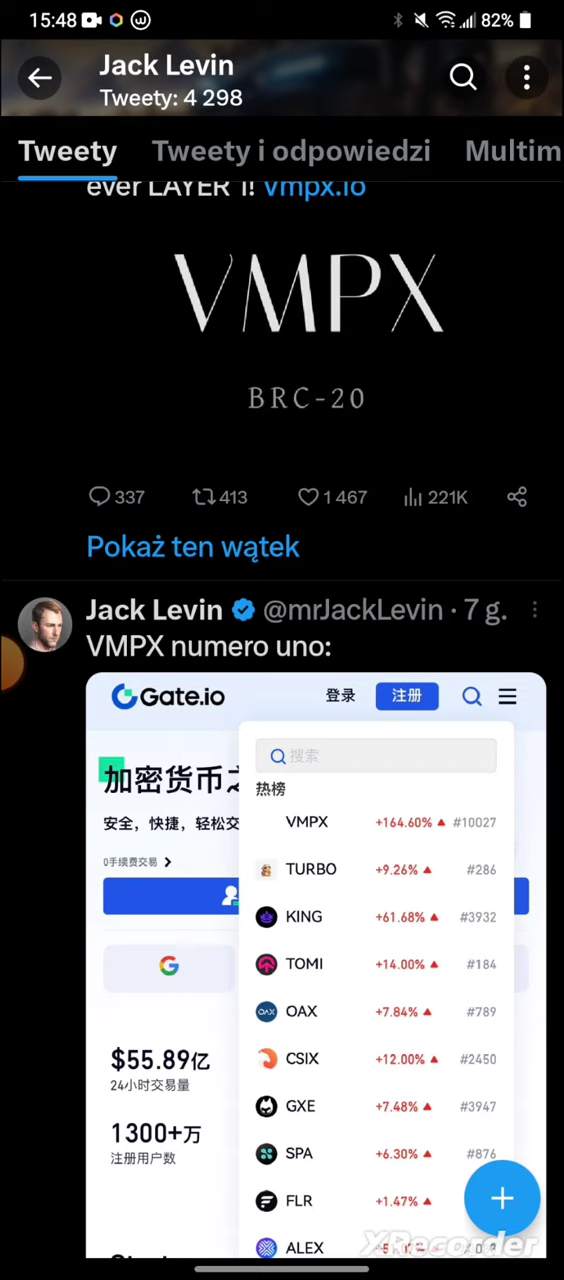 15:48
82%
Jack Levin
Tweety: 4 298
Tweety Tweety i odpowiedzi Multim
ever LAYER 1! vmpx.io
VMPX
BRC-20
337 413 1 467 221K
Pokaż ten wątek
Jack Levin @mrJackLevin · 7 g.
VMPX numero uno:
Gate.io 登录 注册
搜索
热榜
加密货币之
安全，快捷，轻松交
0手续费交易
VMPX +164.60% #10027
TURBO +9.26% #286
KING +61.68% #3932
TOMI +14.00% #184
OAX +7.84% #789
CSIX +12.00% #2450
GXE +7.48% #3947
SPA +6.30% #876
FLR +1.47%
ALEX
$55.89亿
24小时交易量
1300+万
注册用户数
XRecorder